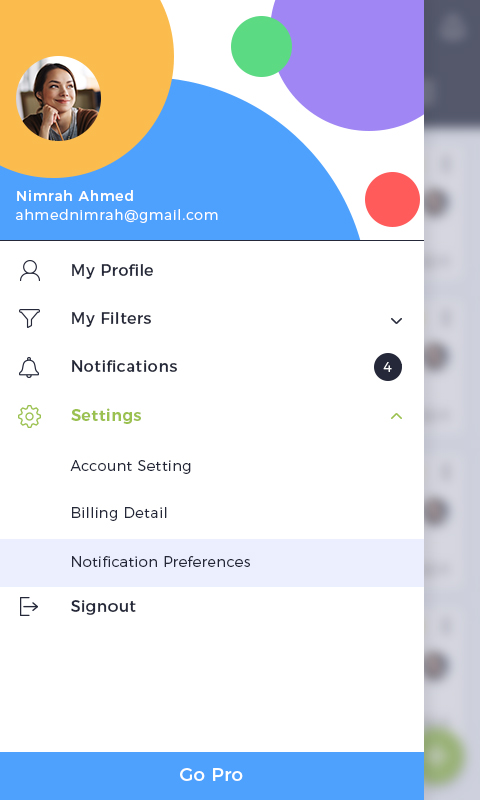 Nimrah Ahmed
ahmednimrah@gmail.com
My Profile
My Filters
Notifications 4
Settings
Account Setting
Billing Detail
Notification Preferences
Signout
Go Pro